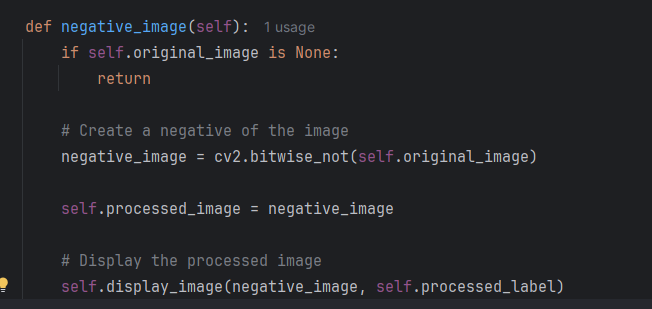 def negative_image(self): 1 usage
if self.original_image is None:
return
# Create a negative of the image
negative_image = cv2.bitwise_not(self.original_image)
self.processed_image = negative_image
# Display the processed image
self.display_image(negative_image, self.processed_label)